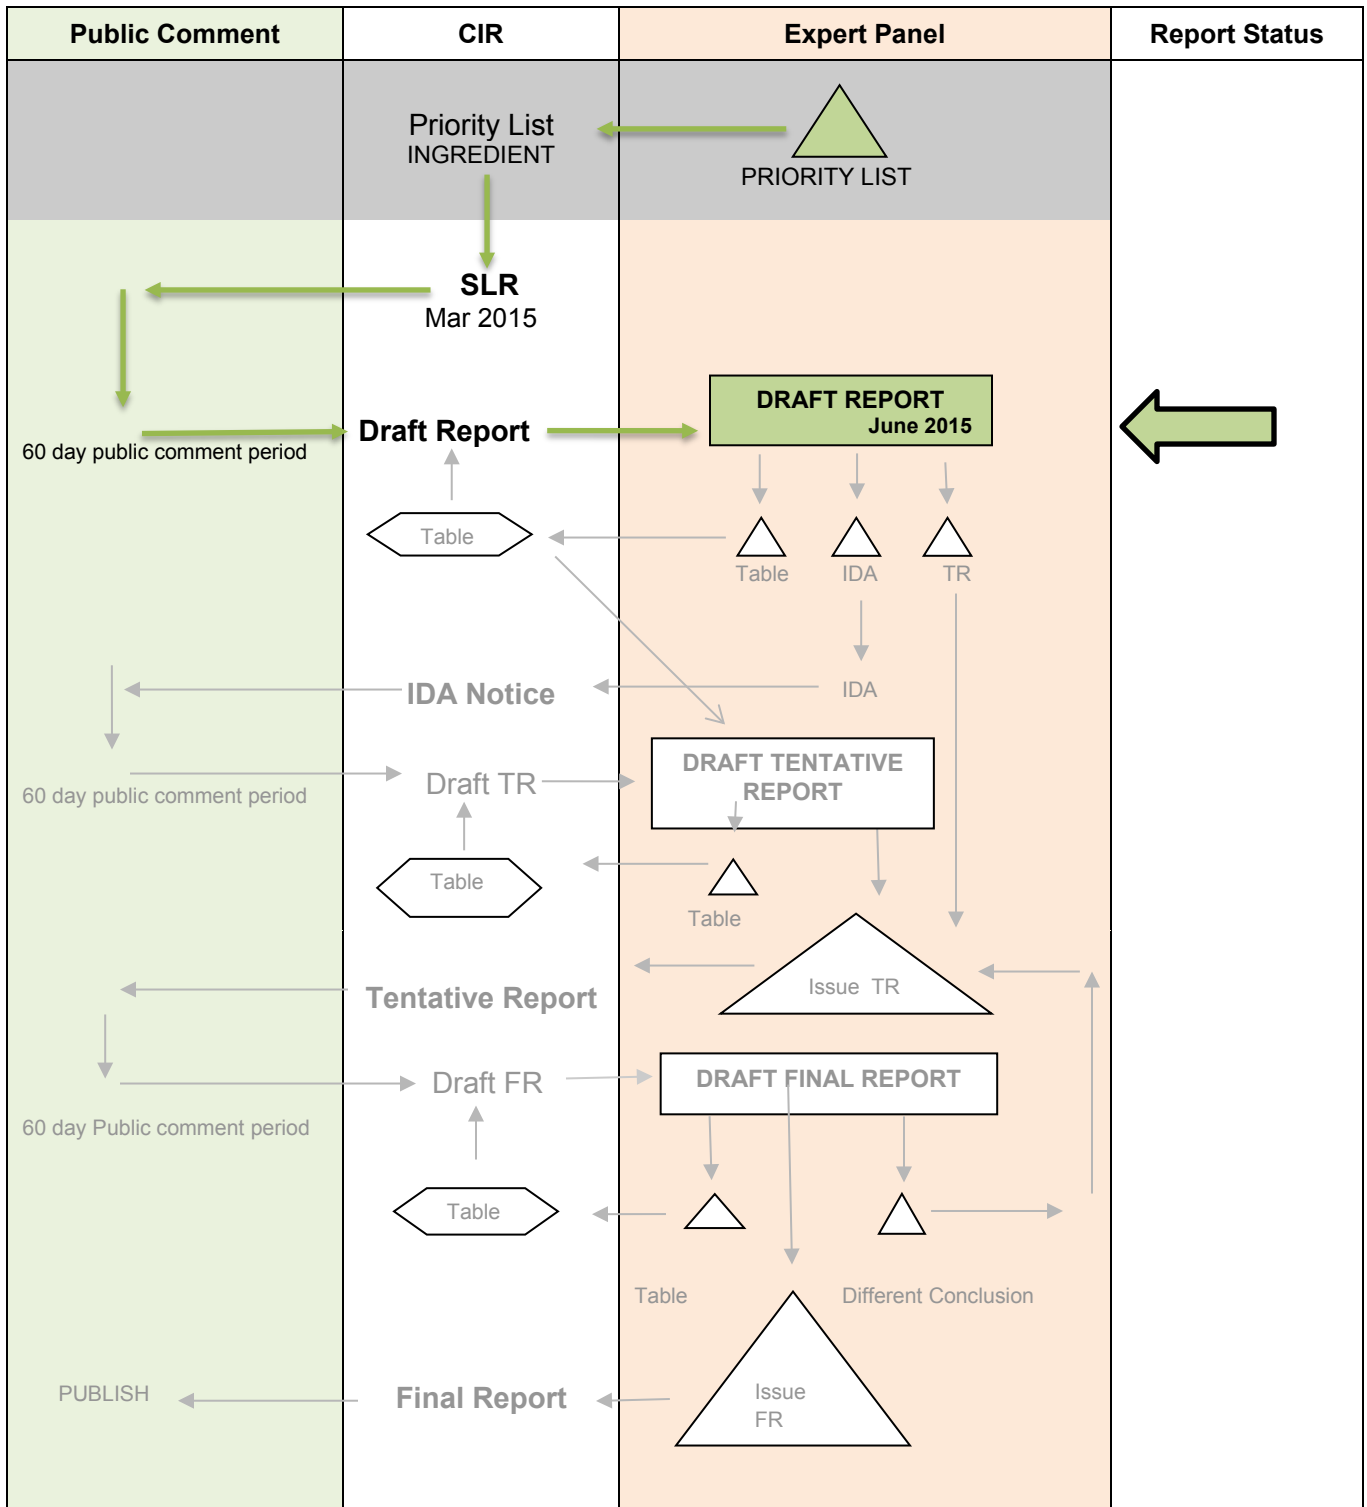 Public Comment
CIR
Expert Panel
Report Status
Priority List
INGREDIENT
PRIORITY LIST
SLR
Mar 2015
60 day public comment period
Draft Report
DRAFT REPORT
June 2015
Table
Table
IDA
TR
IDA Notice
IDA
60 day public comment period
Draft TR
DRAFT TENTATIVE
REPORT
Table
Table
Tentative Report
Issue TR
60 day Public comment period
Draft FR
DRAFT FINAL REPORT
Table
Table
Different Conclusion
PUBLISH
Final Report
Issue
FR